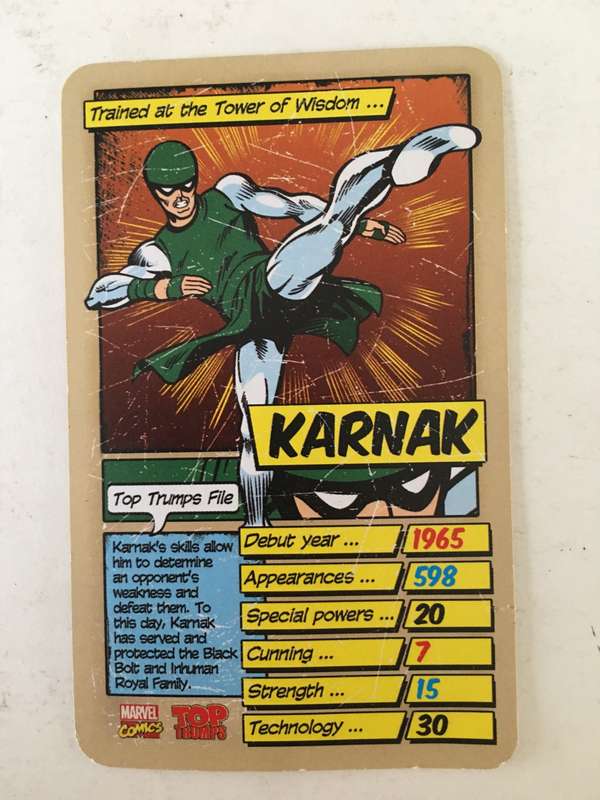 Trained at the Tower of Wisdom ...
KARNAK
Top Trumps File
Karnak's skills allow
him to determine
an opponent's
weakness and
defeat them. To
this day, Karnak
has served and
protected the Black
Bolt and Inhuman
Royal Family.
Debut year ... 1965
Appearances ... 598
Special powers ... 20
Cunning ... 7
Strength ... 15
Technology ... 30
MARVEL
COMICS
TOP
TRUMPS